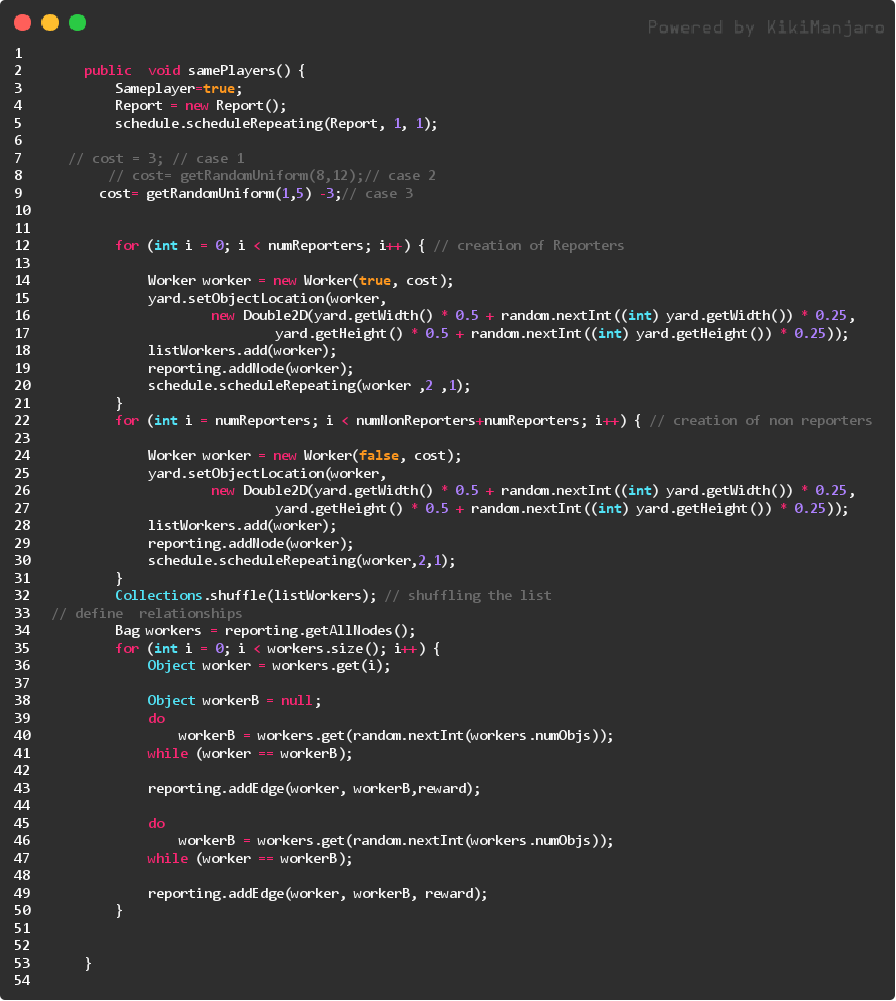 Powered by KikiManjaro
1
2 public  void samePlayers() {
3 Sameplayer=true;
4 Report = new Report();
5 schedule.scheduleRepeating(Report, 1, 1);
6
7 // cost = 3; // case 1
8 // cost= getRandomUniform(8,12);// case 2
9 cost= getRandomUniform(1,5) -3;// case 3
10
11
12 for (int i = 0; i < numReporters; i++) { // creation of Reporters
13
14 Worker worker = new Worker(true, cost);
15 yard.setObjectLocation(worker,
16 new Double2D(yard.getWidth() * 0.5 + random.nextInt((int) yard.getWidth()) * 0.25,
17 yard.getHeight() * 0.5 + random.nextInt((int) yard.getHeight()) * 0.25));
18 listWorkers.add(worker);
19 reporting.addNode(worker);
20 schedule.scheduleRepeating(worker ,2 ,1);
21 }
22 for (int i = numReporters; i < numNonReporters+numReporters; i++) { // creation of non reporters
23
24 Worker worker = new Worker(false, cost);
25 yard.setObjectLocation(worker,
26 new Double2D(yard.getWidth() * 0.5 + random.nextInt((int) yard.getWidth()) * 0.25,
27 yard.getHeight() * 0.5 + random.nextInt((int) yard.getHeight()) * 0.25));
28 listWorkers.add(worker);
29 reporting.addNode(worker);
30 schedule.scheduleRepeating(worker,2,1);
31 }
32 Collections.shuffle(listWorkers); // shuffling the list
33 // define  relationships
34 Bag workers = reporting.getAllNodes();
35 for (int i = 0; i < workers.size(); i++) {
36 Object worker = workers.get(i);
37
38 Object workerB = null;
39 do
40 workerB = workers.get(random.nextInt(workers.numObjs));
41 while (worker == workerB);
42
43 reporting.addEdge(worker, workerB,reward);
44
45 do
46 workerB = workers.get(random.nextInt(workers.numObjs));
47 while (worker == workerB);
48
49 reporting.addEdge(worker, workerB, reward);
50 }
51
52
53 }
54